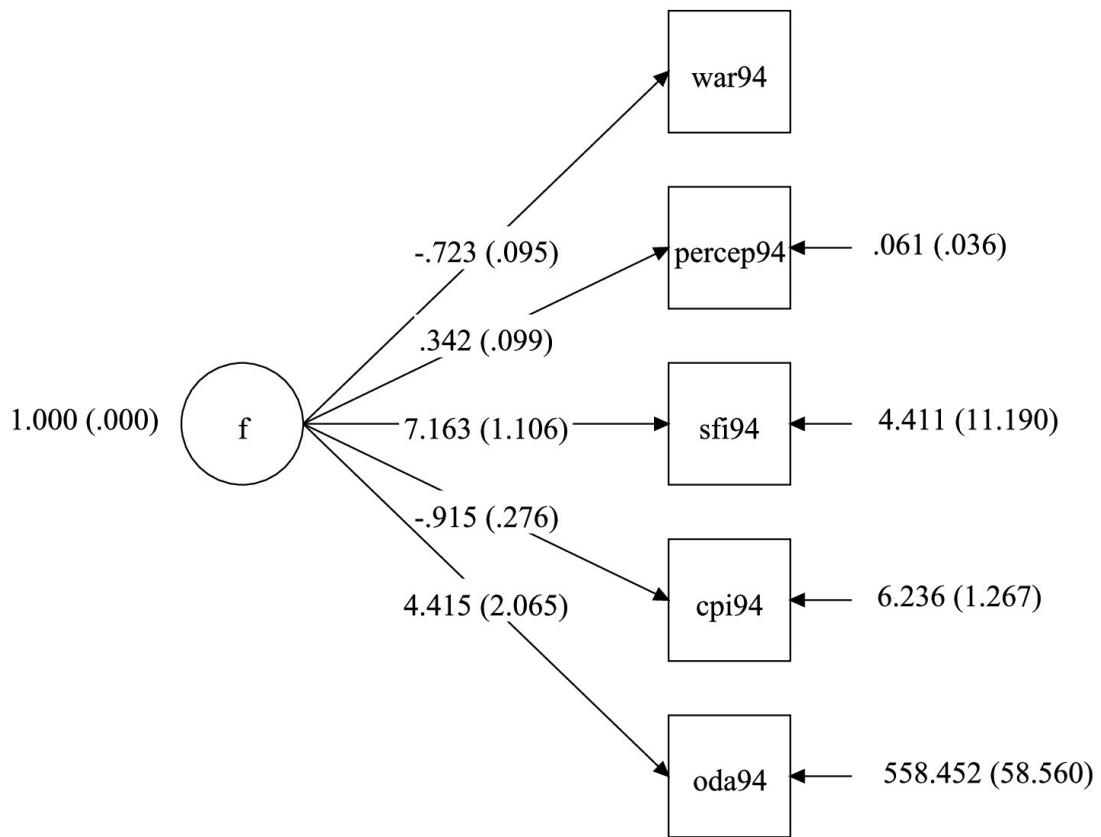 war94
-.723 (.095)
percep94
.061 (.036)
.342 (.099)
1.000 (.000)
f
7.163 (1.106)
sfi94
4.411 (11.190)
-.915 (.276)
4.415 (2.065)
cpi94
6.236 (1.267)
oda94
558.452 (58.560)